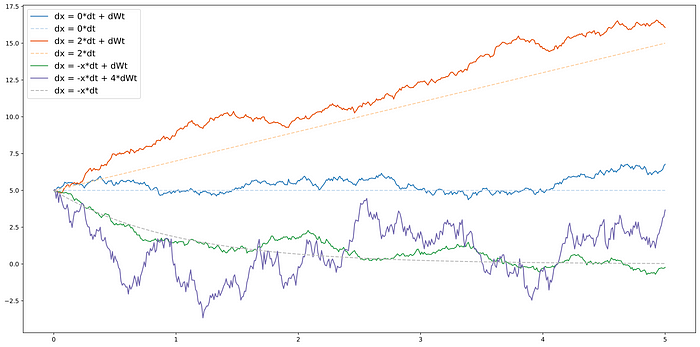 17.5
dx = 0*dt + dWt
dx = 0*dt
15.0
dx = 2*dt + dWt
dx = 2*dt
dx = -x*dt + dWt
12.5
dx = -x*dt + 4*dWt
dx = -x*dt
10.0
7.5
5.0
2.5
0.0
−2.5
0 1 2 3 4 5